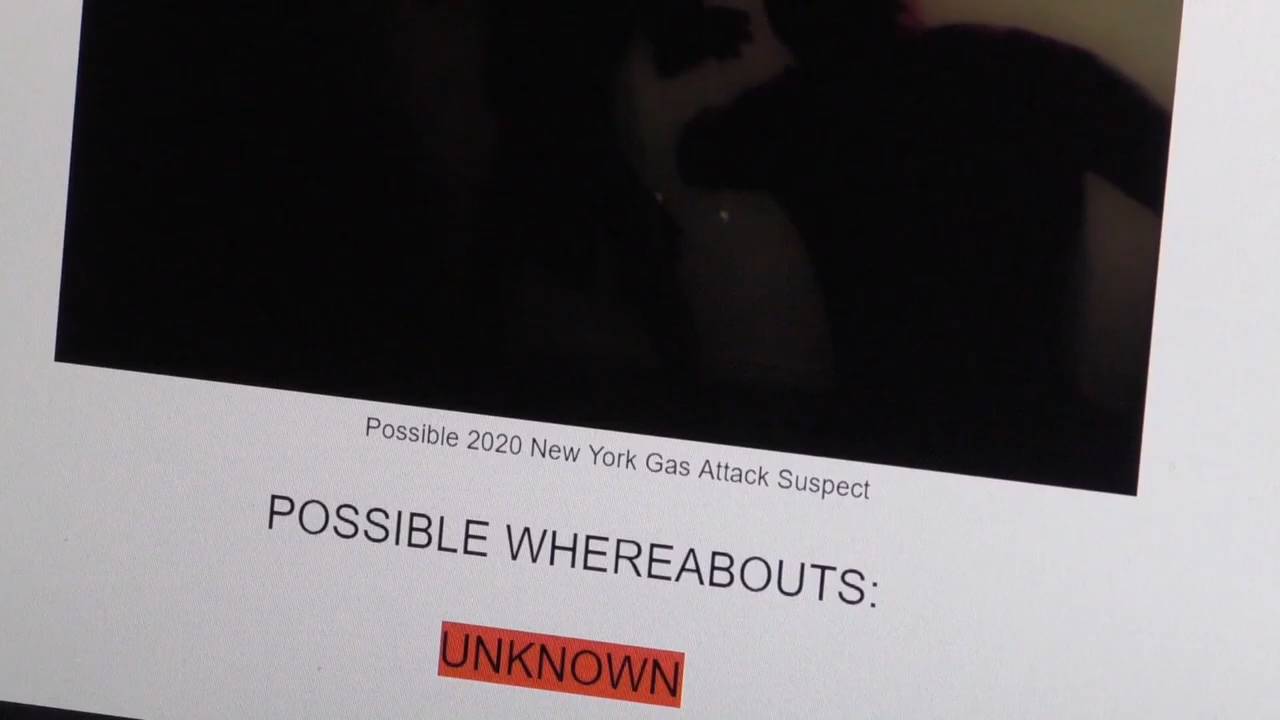 Possible 2020 New York Gas Attack Suspect
POSSIBLE WHEREABOUTS:
UNKNOWN